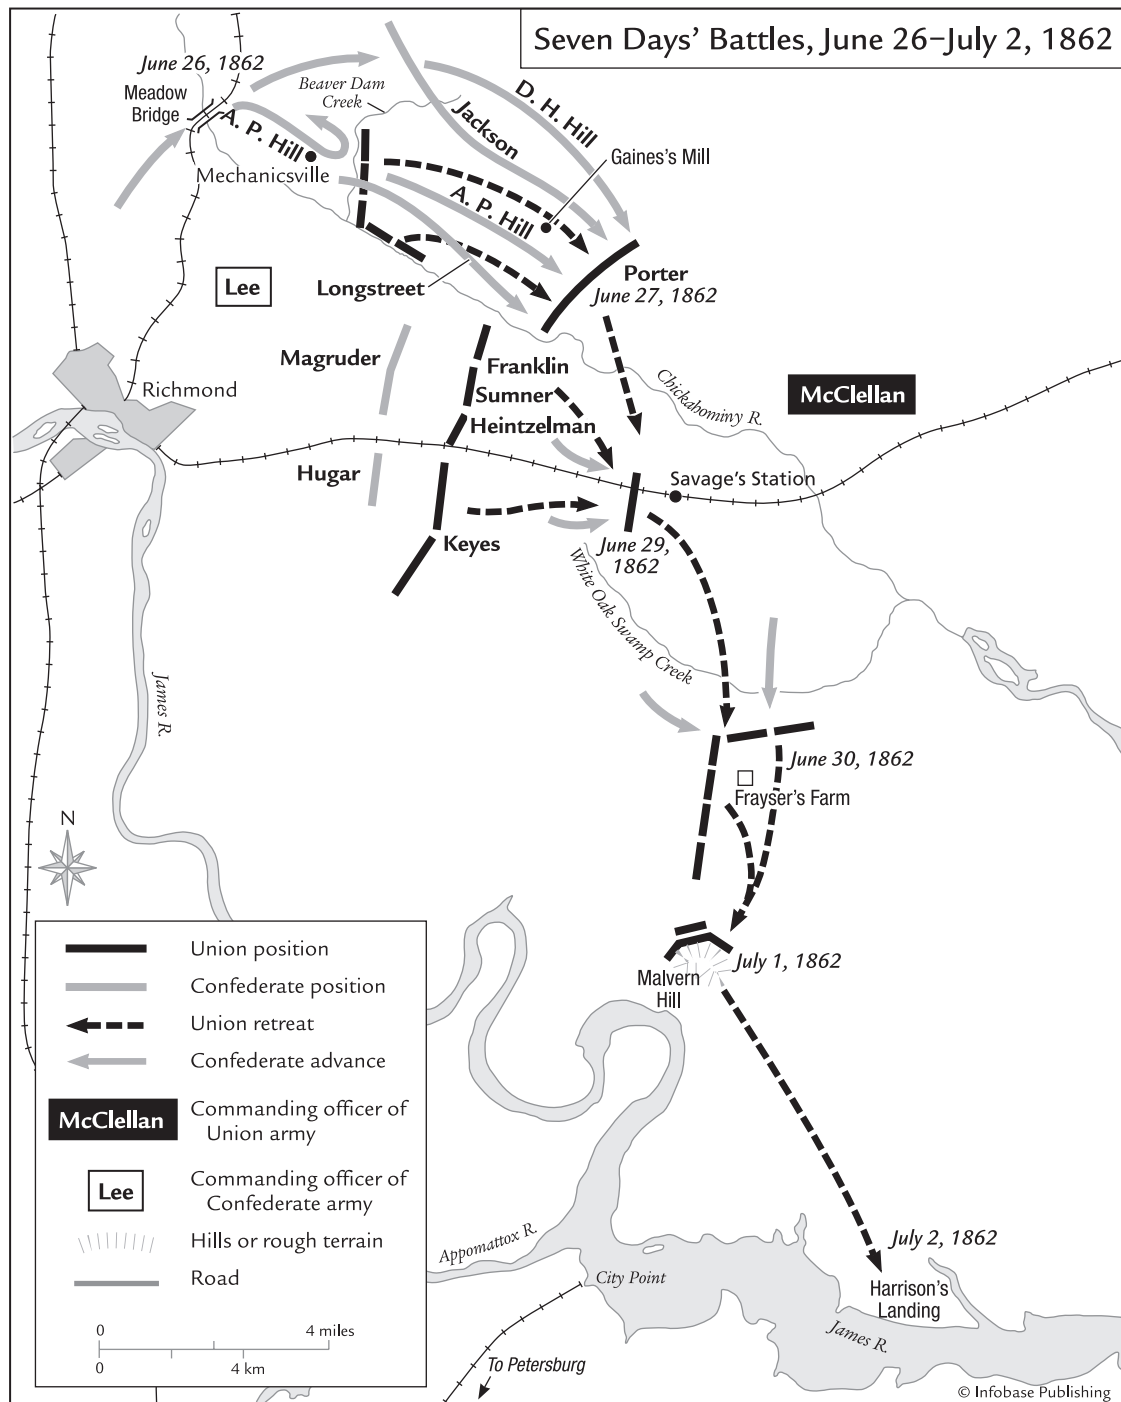 Seven Days’ Battles, June 26–July 2, 1862
June 26, 1862
Meadow
Bridge
Beaver Dam
Creek
D. H. Hill
Jackson
A. P. Hill
Gaines’s Mill
Mechanicsville
A. P. Hill
Lee
Longstreet
Porter
June 27, 1862
Magruder
Franklin
Sumner
Heintzelman
Richmond
Chickahominy R.
McClellan
Hugar
Savage’s Station
Keyes
June 29,
1862
White Oak Swamp Creek
James R.
June 30, 1862
Frayser’s Farm
N
July 1, 1862
Malvern
Hill
Union position
Confederate position
Union retreat
Confederate advance
McClellan
Commanding officer of
Union army
Lee
Commanding officer of
Confederate army
Hills or rough terrain
Road
0
4 miles
0
4 km
Appomattox R.
City Point
July 2, 1862
Harrison’s
Landing
James R.
To Petersburg
© Infobase Publishing